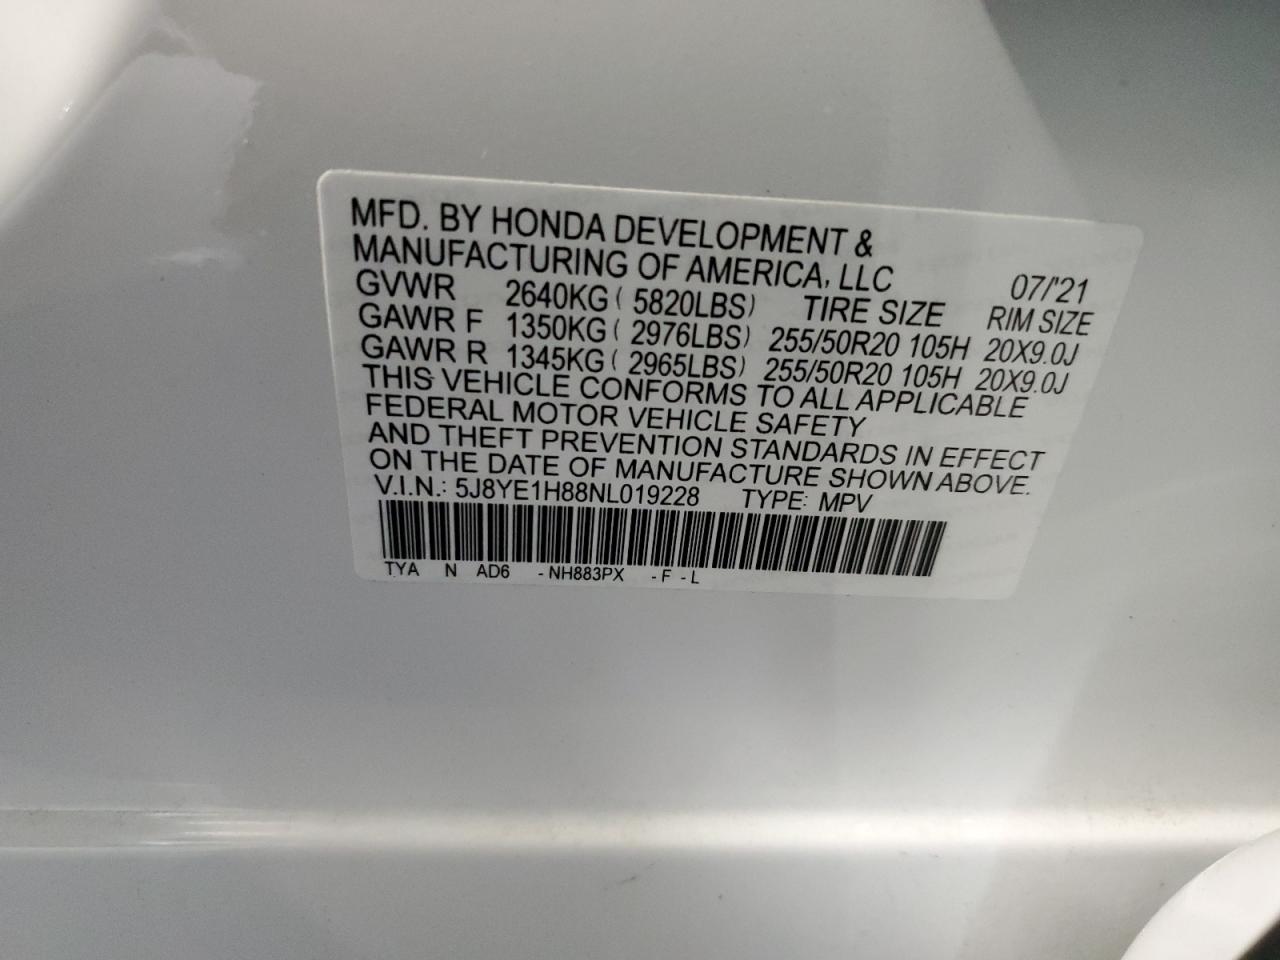 MFD. BY HONDA DEVELOPMENT &
MANUFACTURING OF AMERICA, LLC 07/'21
GVWR 2640KG ( 5820LBS) TIRE SIZE RIM SIZE
GAWR F 1350KG ( 2976LBS) 255/50R20 105H 20X9.0J
GAWR R 1345KG ( 2965LBS) 255/50R20 105H 20X9.0J
THIS VEHICLE CONFORMS TO ALL APPLICABLE
FEDERAL MOTOR VEHICLE SAFETY
AND THEFT PREVENTION STANDARDS IN EFFECT
ON THE DATE OF MANUFACTURE SHOWN ABOVE.
V.I.N.: 5J8YE1H88NL019228 TYPE: MPV
TYA N AD6 -NH883PX -F -L